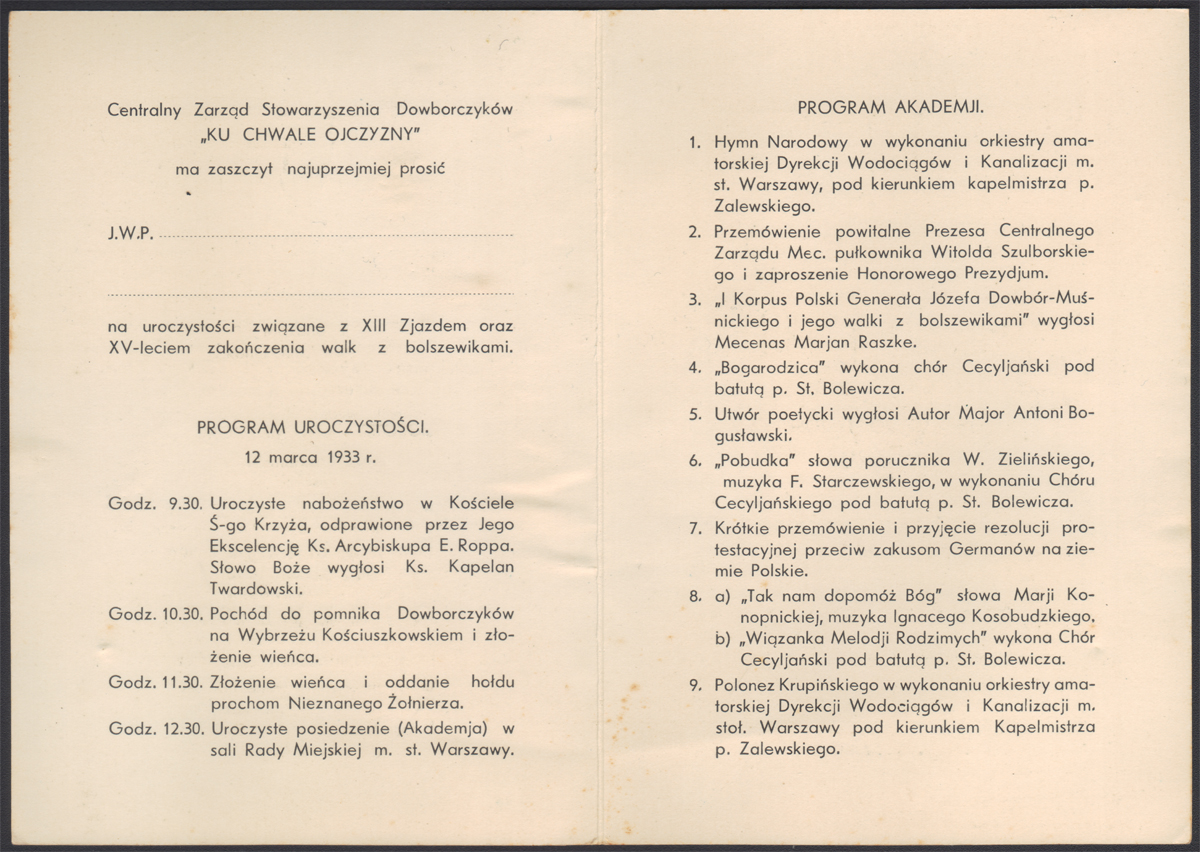 Centralny Zarząd Stowarzyszenia Dowborczyków
„KU CHWALE OJCZYZNY”
ma zaszczyt najuprzejmiej prosić
J.W.P.
na uroczystości związane z XIII Zjazdem oraz
XV-leciem zakończenia walk z bolszewikami.
PROGRAM UROCZYSTOŚCI.
12 marca 1933 r.
Godz. 9.30. Uroczyste nabożeństwo w Kościele
Ś-go Krzyża, odprawione przez Jego
Ekscelencję Ks. Arcybiskupa E. Roppa.
Słowo Boże wygłosi Ks. Kapelan
Twardowski.
Godz. 10.30. Pochód do pomnika Dowborczyków
na Wybrzeżu Kościuszkowskiem i zło-
żenie wieńca.
Godz. 11.30. Złożenie wieńca i oddanie hołdu
prochom Nieznanego Żołnierza.
Godz. 12.30. Uroczyste posiedzenie (Akademja) w
sali Rady Miejskiej m. st. Warszawy.
PROGRAM AKADEMJI.
1. Hymn Narodowy w wykonaniu orkiestry ama-
torskiej Dyrekcji Wodociągów i Kanalizacji m.
st. Warszawy, pod kierunkiem kapelmistrza p.
Zalewskiego.
2. Przemówienie powitalne Prezesa Centralnego
Zarządu Mec. pułkownika Witolda Szulborskie-
go i zaproszenie Honorowego Prezydjum.
3. „I Korpus Polski Generała Józefa Dowbór-Muś-
nickiego i jego walki z bolszewikami” wygłosi
Mecenas Marjan Raszke.
4. „Bogarodzica” wykona chór Cecyljański pod
batutą p. St. Bolewicza.
5. Utwór poetycki wygłosi Autor Major Antoni Bo-
gusławski.
6. „Pobudka” słowa porucznika W. Zielińskiego,
muzyka F. Starczewskiego, w wykonaniu Chóru
Cecyljańskiego pod batutą p. St. Bolewicza.
7. Krótkie przemówienie i przyjęcie rezolucji pro-
testacyjnej przeciw zakusom Germanów na zie-
mie Polskie.
8. a) „Tak nam dopomóż Bóg” słowa Marji Ko-
nopnickiej, muzyka Ignacego Kosobudzkiego,
b) „Wiązanka Melodji Rodzimych” wykona Chór
Cecyljański pod batutą p. St. Bolewicza.
9. Polonez Krupińskiego w wykonaniu orkiestry ama-
torskiej Dyrekcji Wodociągów i Kanalizacji m.
stoł. Warszawy pod kierunkiem Kapelmistrza
p. Zalewskiego.